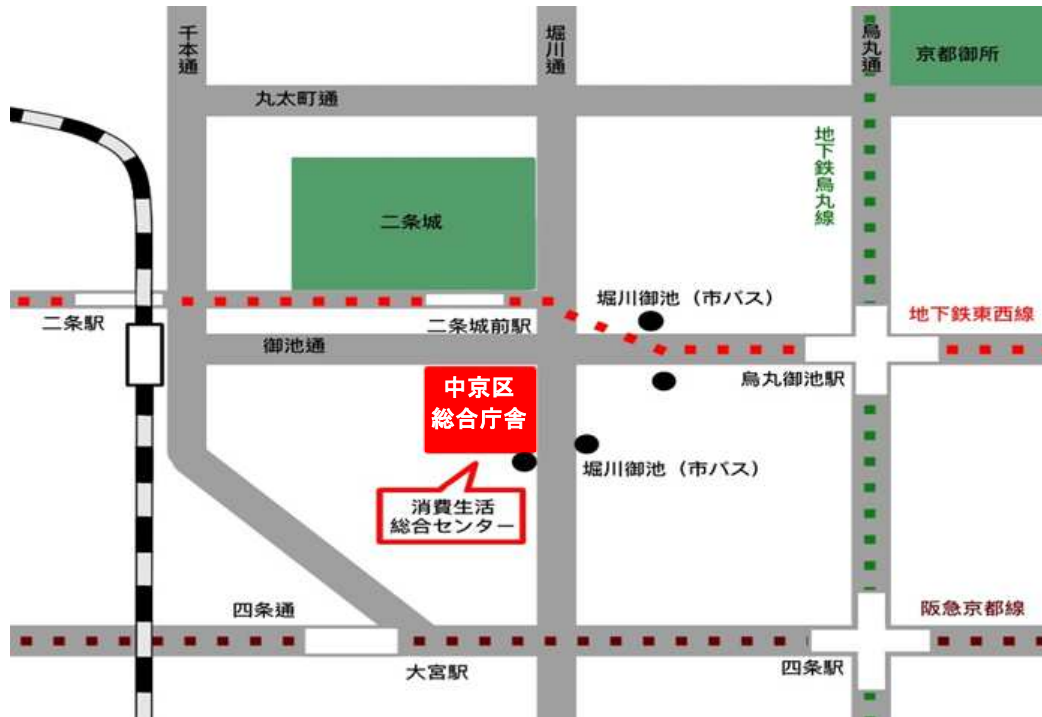 千本通
堀川通
烏丸通
京都御所
丸太町通
地下鉄烏丸線
二条城
堀川御池（市バス）
地下鉄東西線
二条駅
二条城前駅
御池通
烏丸御池駅
中京区
総合庁舎
堀川御池（市バス）
消費生活
総合センター
四条通
阪急京都線
大宮駅
四条駅